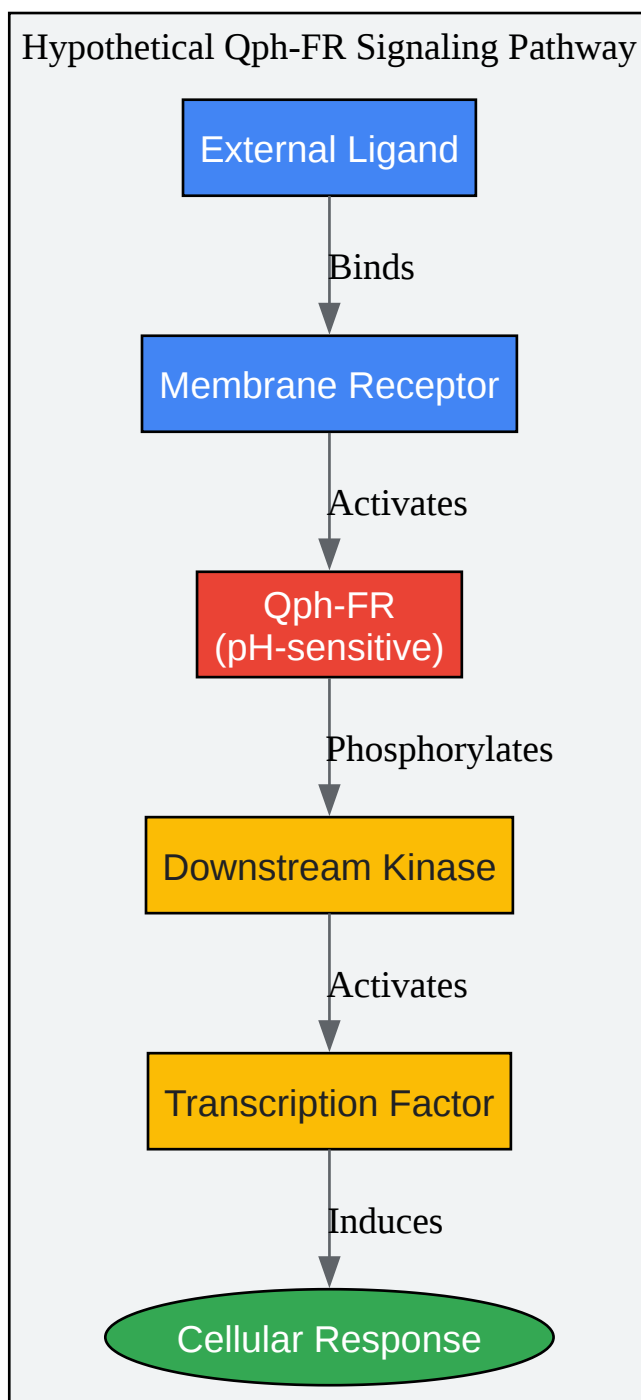 Hypothetical Qph-FR Signaling Pathway
External Ligand
Binds
Membrane Receptor
Activates
Qph-FR
(pH-sensitive)
Phosphorylates
Downstream Kinase
Activates
Transcription Factor
Induces
Cellular Response